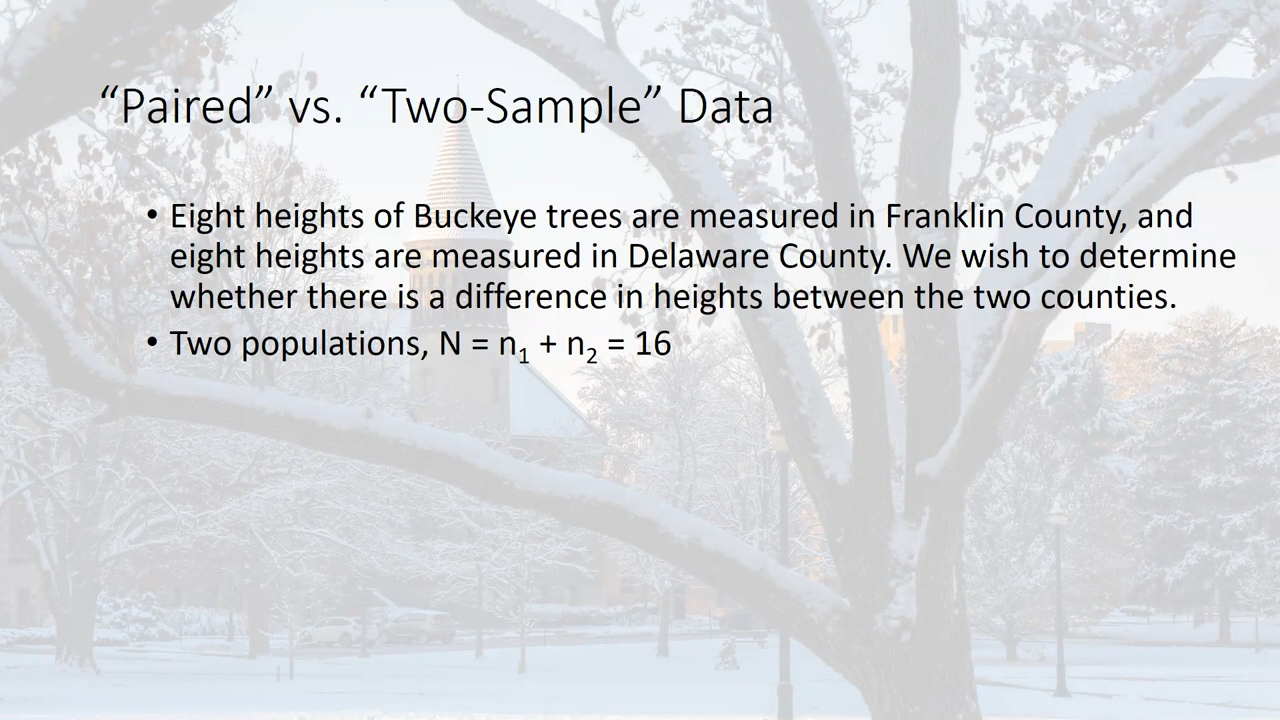 “Paired” vs. “Two-Sample” Data
• Eight heights of Buckeye trees are measured in Franklin County, and
eight heights are measured in Delaware County. We wish to determine
whether there is a difference in heights between the two counties.
• Two populations, N = n₁ + n₂ = 16